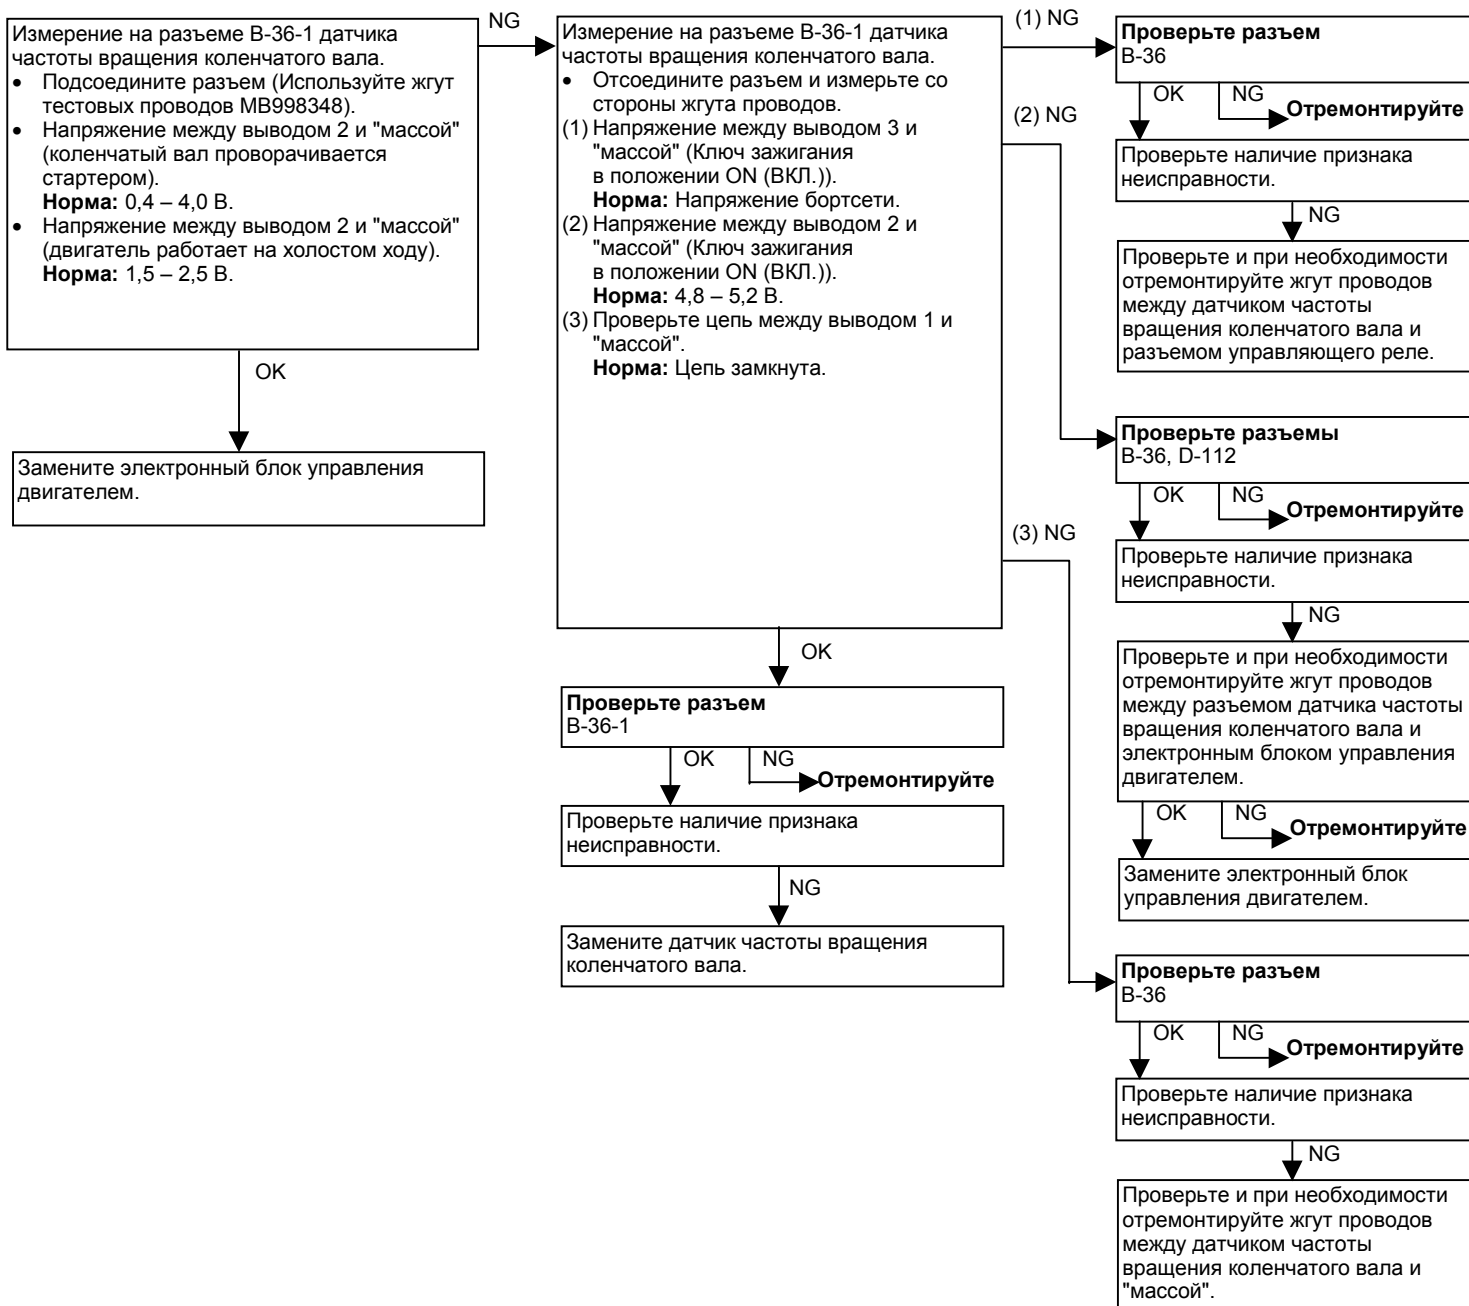 Измерение на разъеме B-36-1 датчика
частоты вращения коленчатого вала.
• Подсоедините разъем (Используйте жгут
тестовых проводов MB998348).
• Напряжение между выводом 2 и "массой"
(коленчатый вал проворачивается
стартером).
Норма: 0,4 – 4,0 В.
• Напряжение между выводом 2 и "массой"
(двигатель работает на холостом ходу).
Норма: 1,5 – 2,5 В.
NG
OK
Замените электронный блок управления
двигателем.
Измерение на разъеме B-36-1 датчика
частоты вращения коленчатого вала.
• Отсоедините разъем и измерьте со
стороны жгута проводов.
(1) Напряжение между выводом 3 и
"массой" (Ключ зажигания
в положении ON (ВКЛ.)).
Норма: Напряжение бортсети.
(2) Напряжение между выводом 2 и
"массой" (Ключ зажигания
в положении ON (ВКЛ.)).
Норма: 4,8 – 5,2 В.
(3) Проверьте цепь между выводом 1 и
"массой".
Норма: Цепь замкнута.
OK
Проверьте разъем
B-36-1
OK
NG
Отремонтируйте
Проверьте наличие признака
неисправности.
NG
Замените датчик частоты вращения
коленчатого вала.
(1) NG
Проверьте разъем
B-36
OK
NG
Отремонтируйте
Проверьте наличие признака
неисправности.
NG
Проверьте и при необходимости
отремонтируйте жгут проводов
между датчиком частоты
вращения коленчатого вала и
разъемом управляющего реле.
(2) NG
Проверьте разъемы
B-36, D-112
OK
NG
Отремонтируйте
Проверьте наличие признака
неисправности.
NG
Проверьте и при необходимости
отремонтируйте жгут проводов
между разъемом датчика частоты
вращения коленчатого вала и
электронным блоком управления
двигателем.
OK
NG
Отремонтируйте
Замените электронный блок
управления двигателем.
(3) NG
Проверьте разъем
B-36
OK
NG
Отремонтируйте
Проверьте наличие признака
неисправности.
NG
Проверьте и при необходимости
отремонтируйте жгут проводов
между датчиком частоты
вращения коленчатого вала и
"массой".